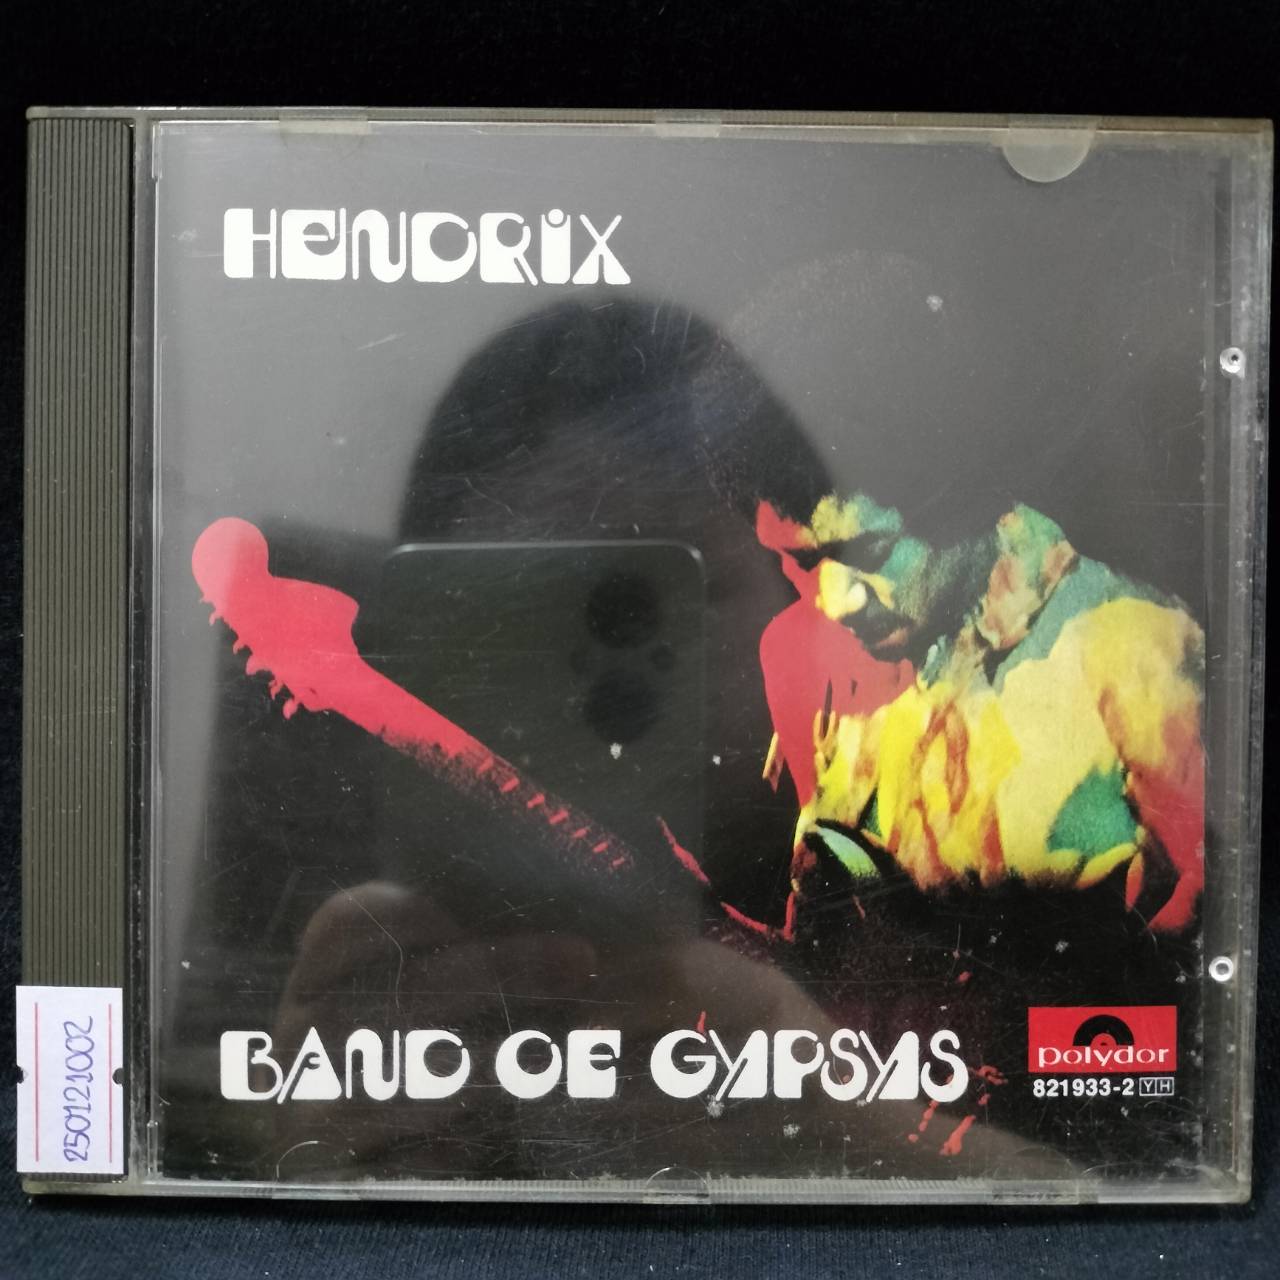 HENDRIX
BAND OF GYPSYS
polydor
821933-2 YH
250121002